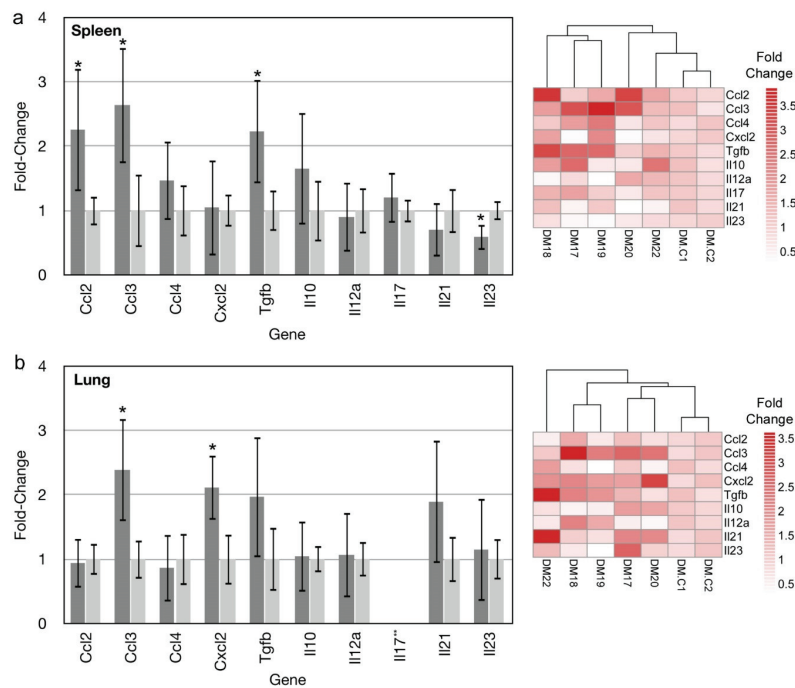 a
Spleen
Fold-Change
4
3
2
1
0
*
*
*
*
Ccl2
Ccl3
Ccl4
Cxcl2
Tgfb
Il10
Il12a
Il17
Il21
Il23
Gene
Fold
Change
Ccl2
Ccl3
Ccl4
Cxcl2
Tgfb
Il10
Il12a
Il17
Il21
Il23
3.5
3
2.5
2
1.5
1
0.5
DM18
DM17
DM19
DM20
DM22
DM.C1
DM.C2
b
Lung
Fold-Change
4
3
2
1
0
*
*
Ccl2
Ccl3
Ccl4
Cxcl2
Tgfb
Il10
Il12a
Il17**
Il21
Il23
Gene
Fold
Change
Ccl2
Ccl3
Ccl4
Cxcl2
Tgfb
Il10
Il12a
Il21
Il23
3.5
3
2.5
2
1.5
1
0.5
DM22
DM18
DM19
DM17
DM20
DM.C1
DM.C2